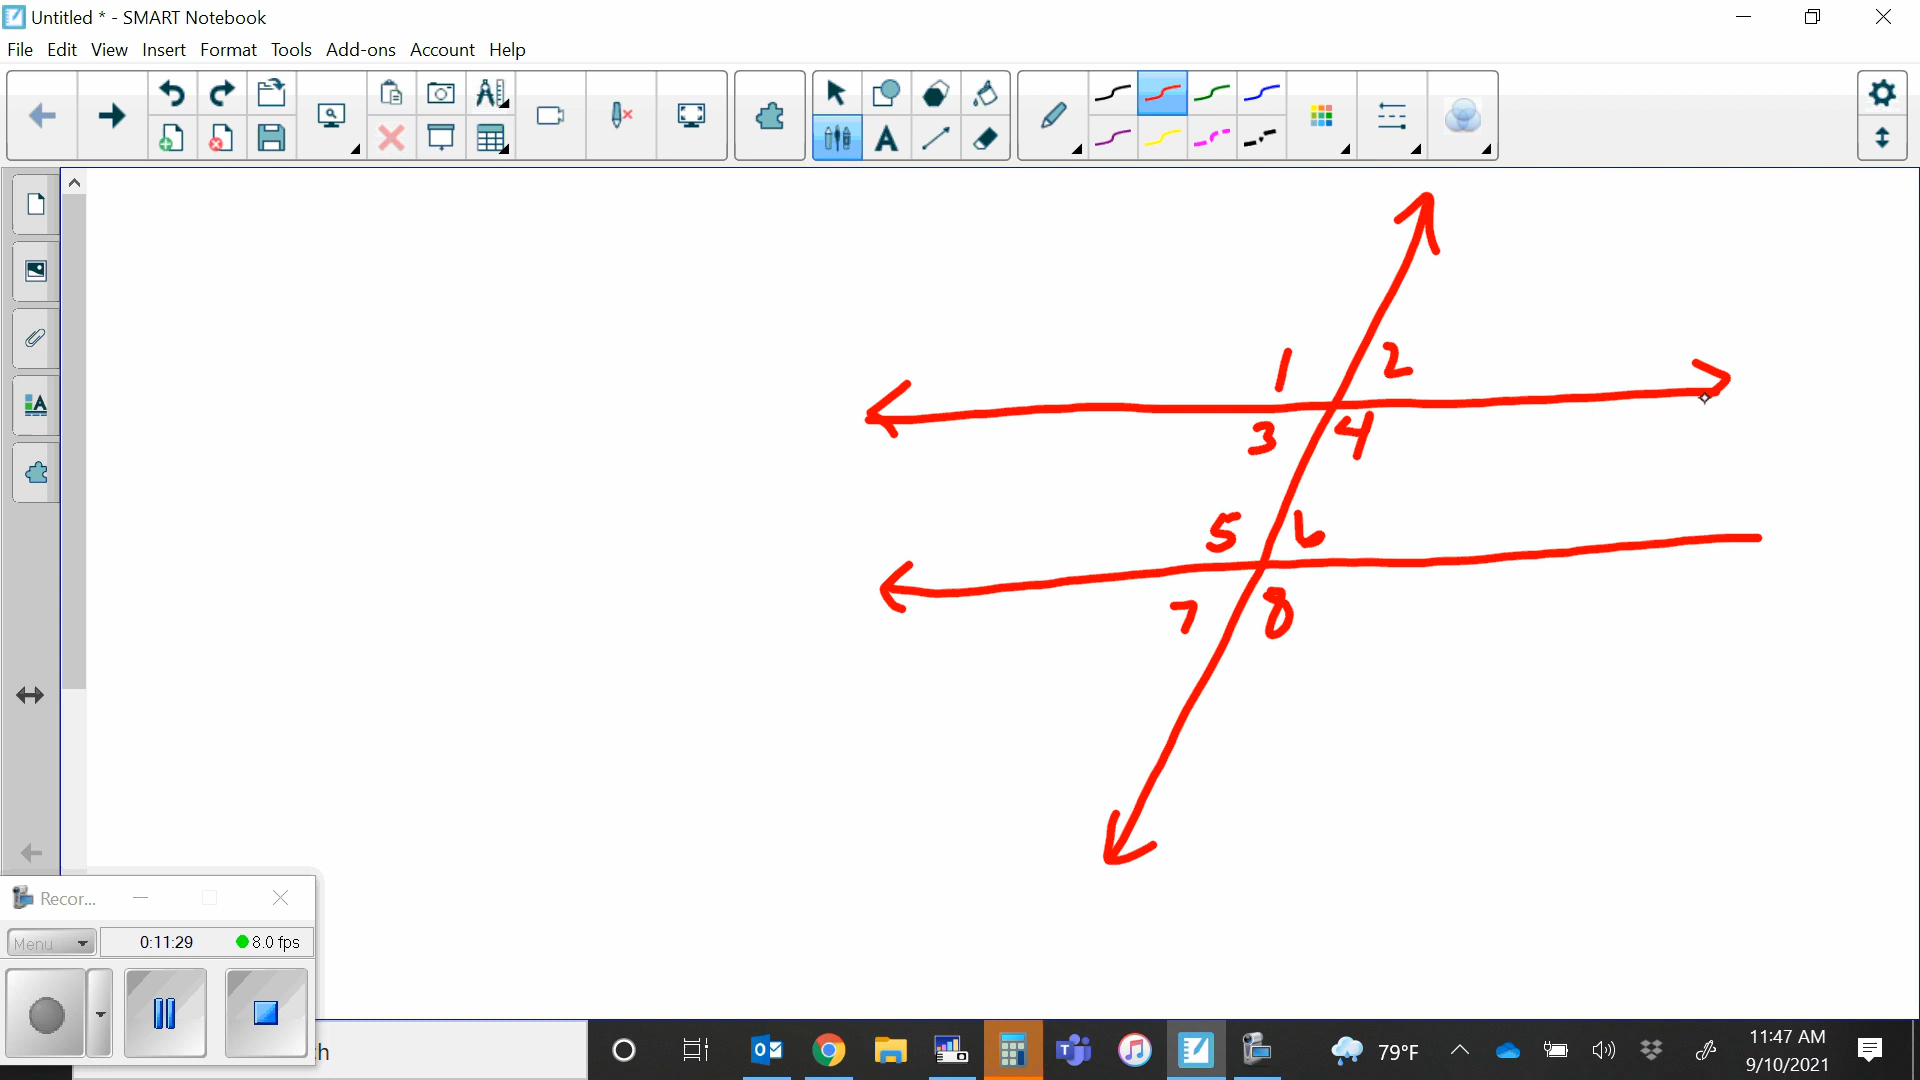 Untitled * - SMART Notebook
File Edit View Insert Format Tools Add-ons Account Help
A
A
1 2
3 4
5 6
7 8
Recor...
Menu 0:11:29 8.0 fps
h
79°F
11:47 AM
9/10/2021